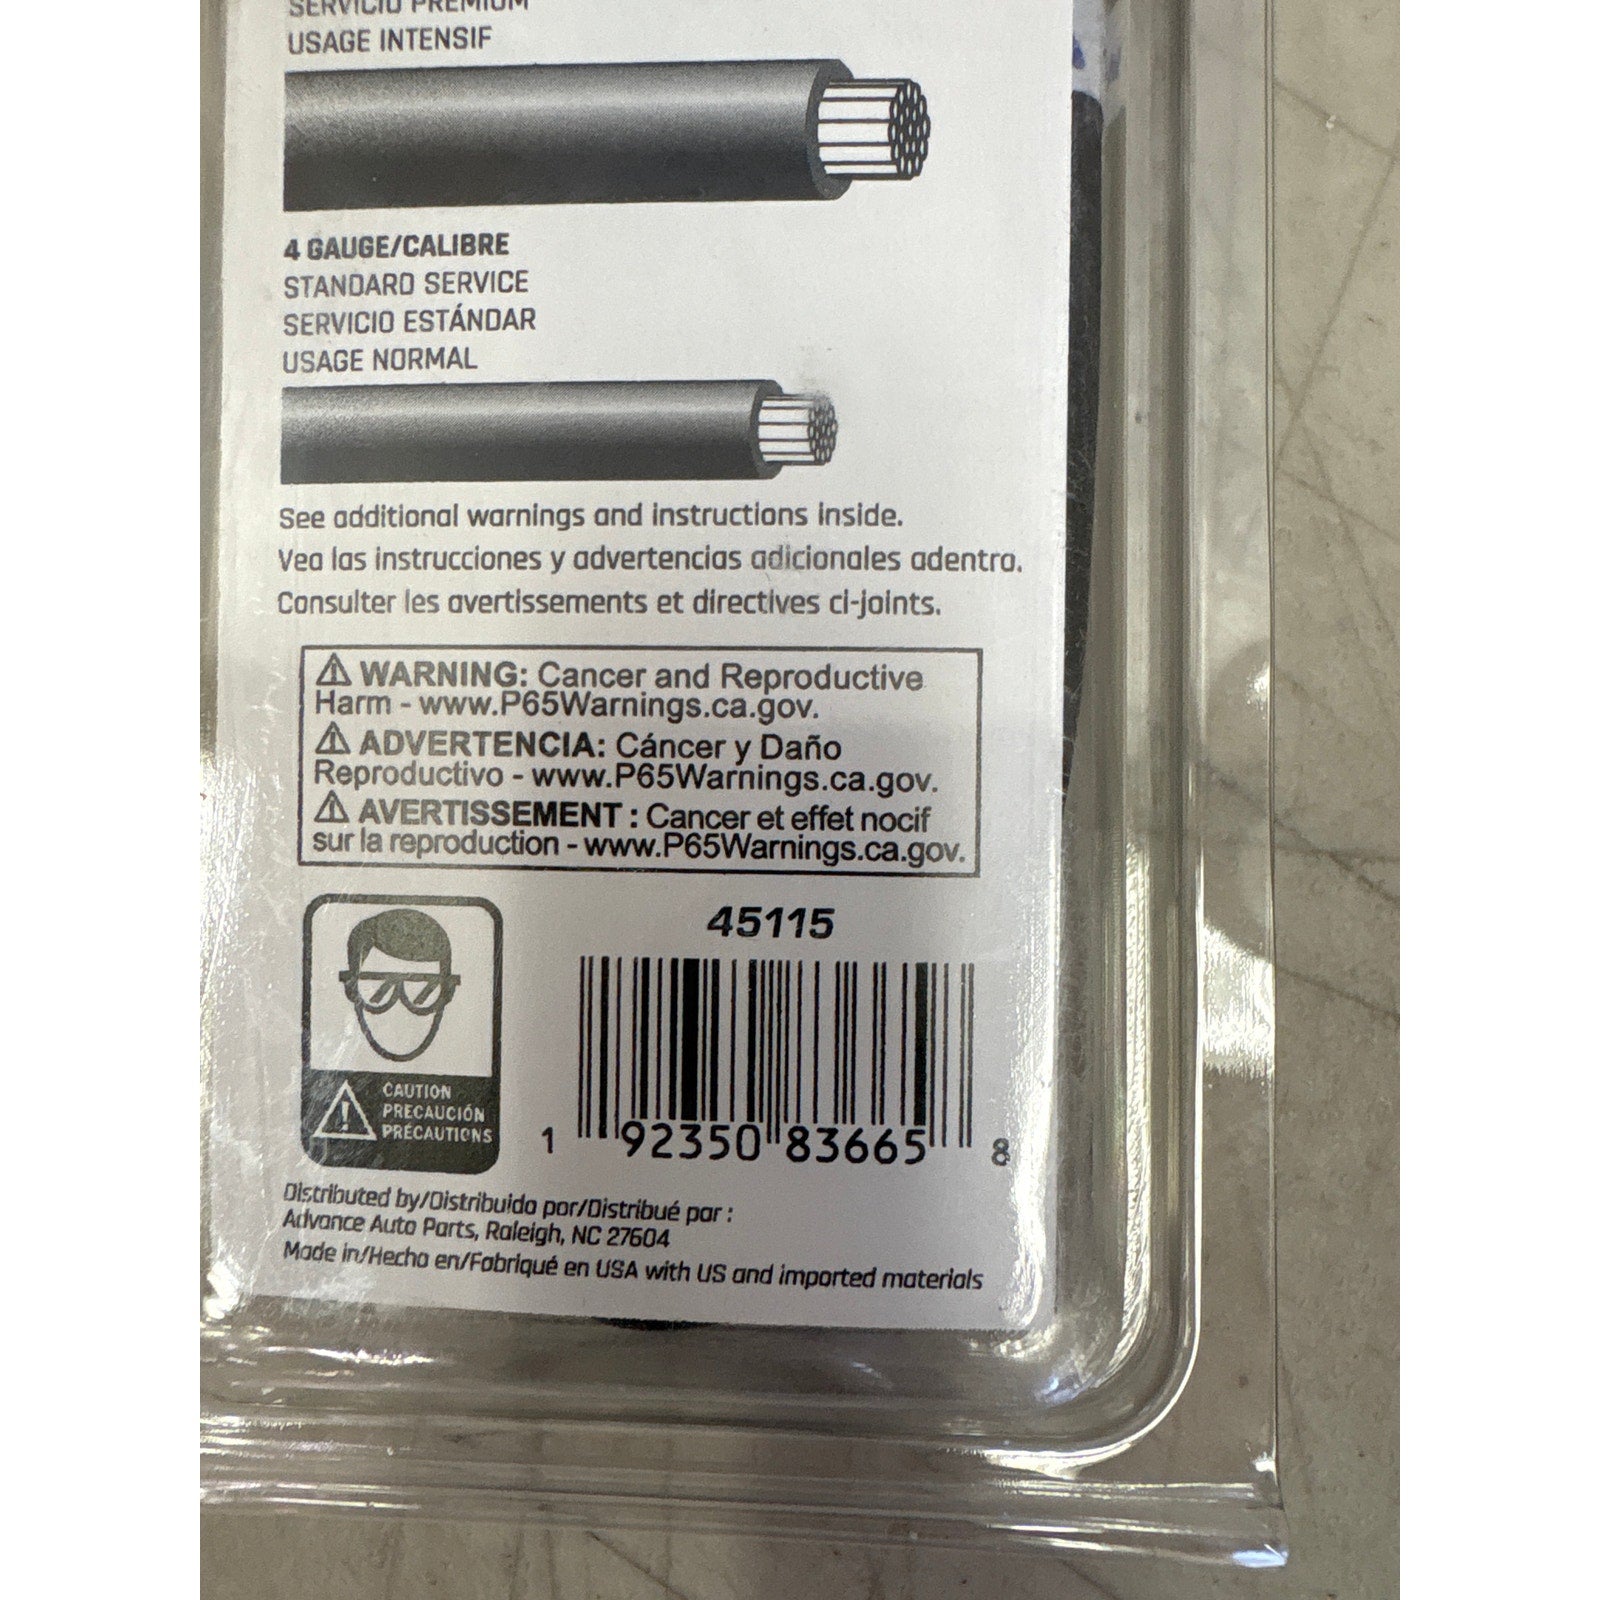 SERVICIO PREMIUM
USAGE INTENSIF
4 GAUGE/CALIBRE
STANDARD SERVICE
SERVICIO ESTÁNDAR
USAGE NORMAL
See additional warnings and instructions inside.
Vea las instrucciones y advertencias adicionales adentro.
Consulter les avertissements et directives ci-joints.
⚠ WARNING: Cancer and Reproductive
Harm - www.P65Warnings.ca.gov.
⚠ ADVERTENCIA: Cáncer y Daño
Reproductivo - www.P65Warnings.ca.gov.
⚠ AVERTISSEMENT : Cancer et effet nocif
sur la reproduction - www.P65Warnings.ca.gov.
45115
CAUTION
PRECAUCIÓN
PRÉCAUTIONS
1 92350 83665 8
Distributed by/Distribuido por/Distribué par :
Advance Auto Parts, Raleigh, NC 27604
Made in/Hecho en/Fabriqué en USA with US and imported materials